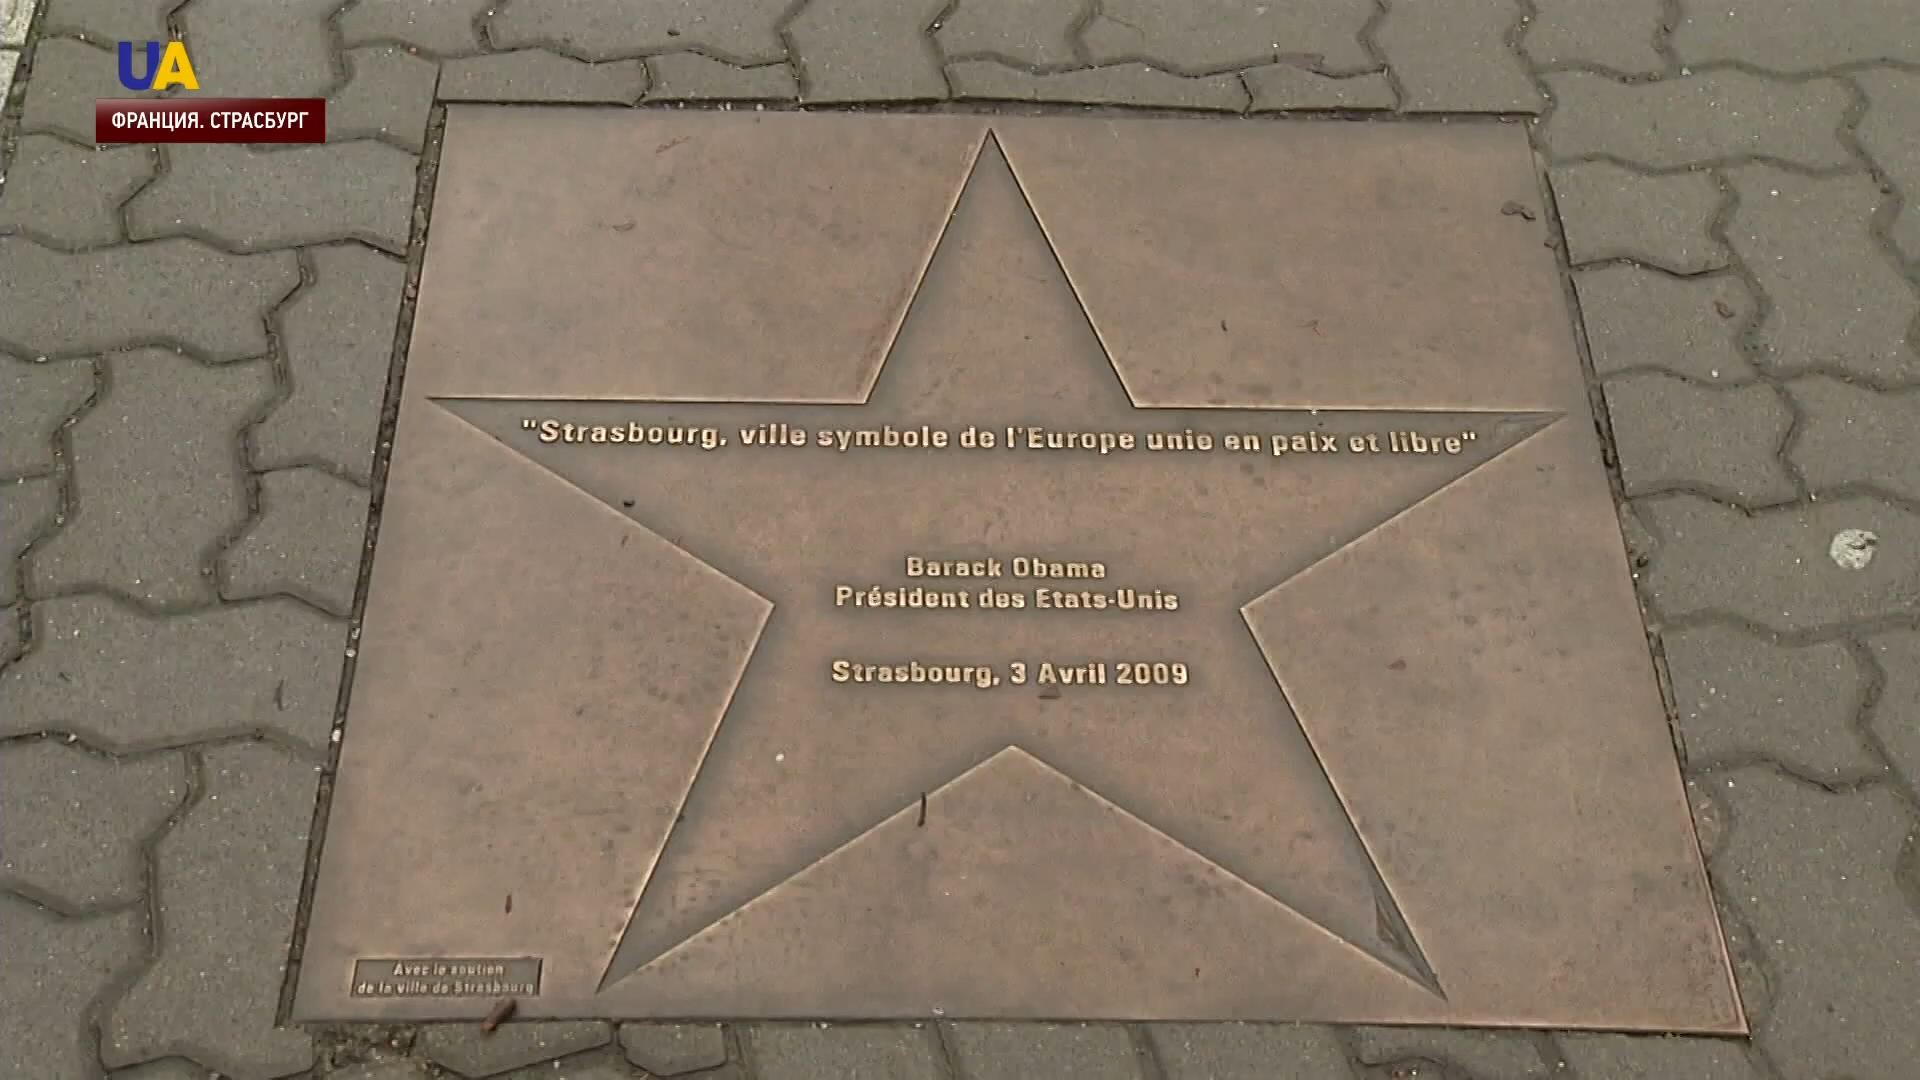 UA
ФРАНЦИЯ. СТРАСБУРГ
"Strasbourg, ville symbole de l'Europe unie en paix et libre"
Barack Obama
Président des Etats-Unis
Strasbourg, 3 Avril 2009
Avec le soutien
de la ville de Strasbourg